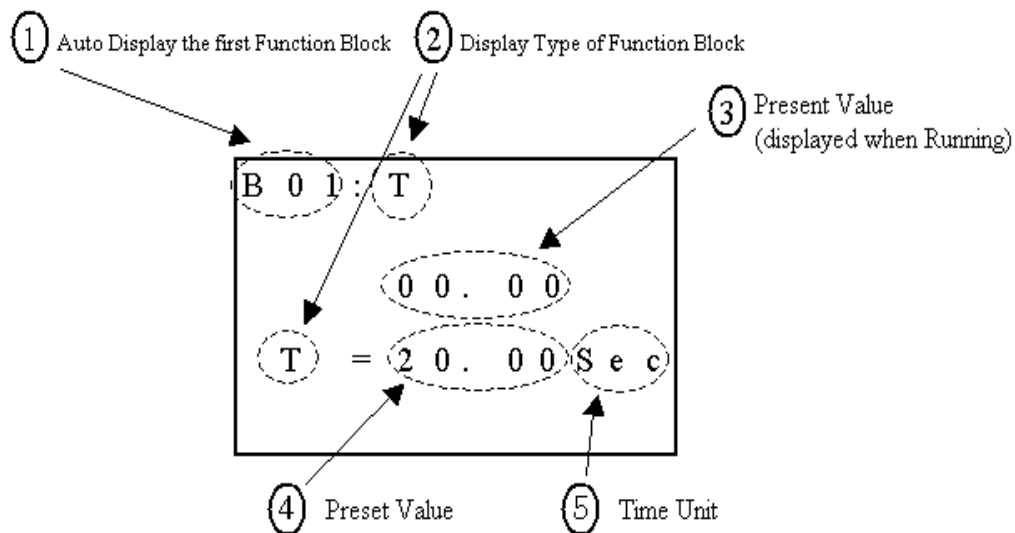 ① Auto Display the first Function Block ② Display Type of Function Block
③ Present Value
(displayed when Running)
B 0 1 : T
0 0 . 0 0
T = 2 0 . 0 0 S e c
④ Preset Value ⑤ Time Unit